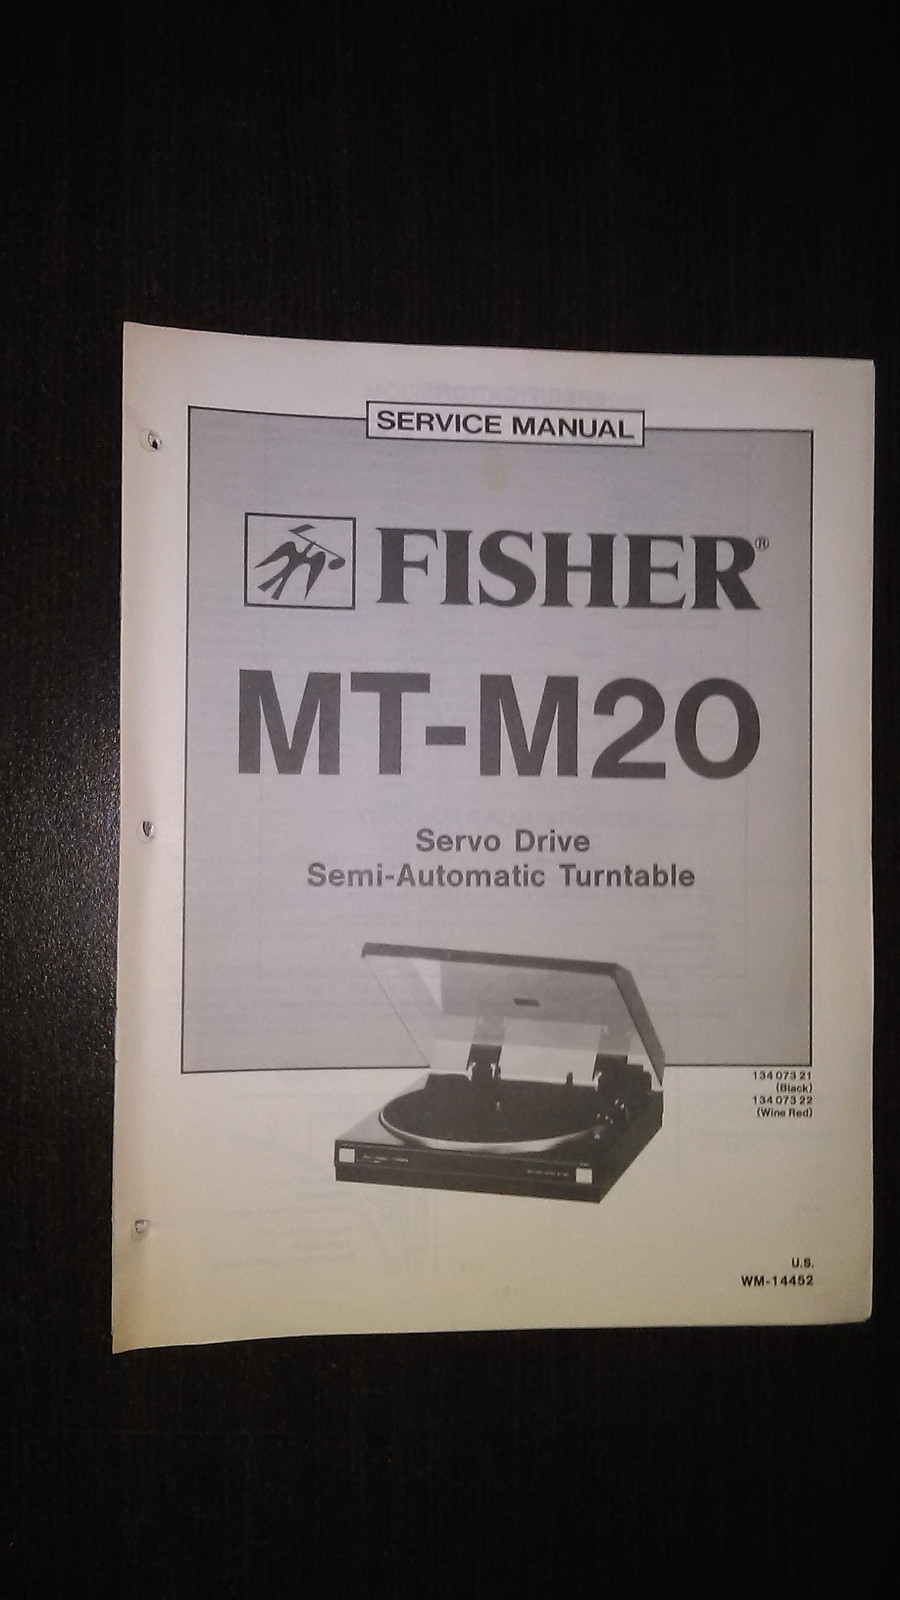 SERVICE MANUAL
FISHER®
MT-M20
Servo Drive
Semi-Automatic Turntable
134 073 21
(Black)
134 073 22
(Wine Red)
U.S.
WM-14452